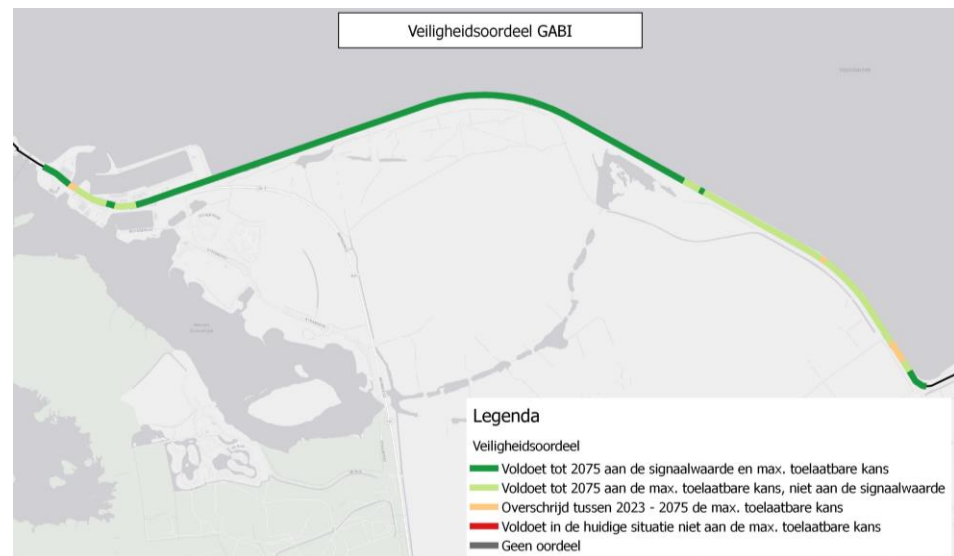 Veiligheidsoordeel GABI
Legenda
Veiligheidsoordeel
Voldoet tot 2075 aan de signaalwaarde en max. toelaatbare kans
Voldoet tot 2075 aan de max. toelaatbare kans, niet aan de signaalwaarde
Overschrijd tussen 2023 - 2075 de max. toelaatbare kans
Voldoet in de huidige situatie niet aan de max. toelaatbare kans
Geen oordeel